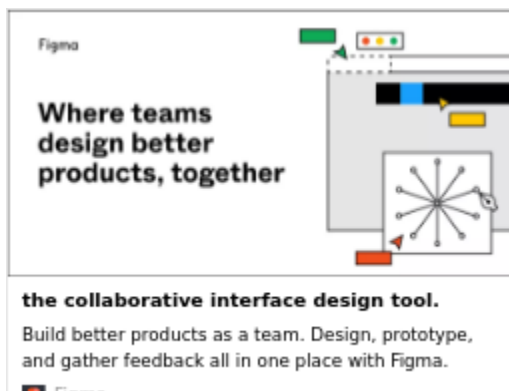 Figma
Where teams
design better
products, together
the collaborative interface design tool.
Build better products as a team. Design, prototype,
and gather feedback all in one place with Figma.
Figma